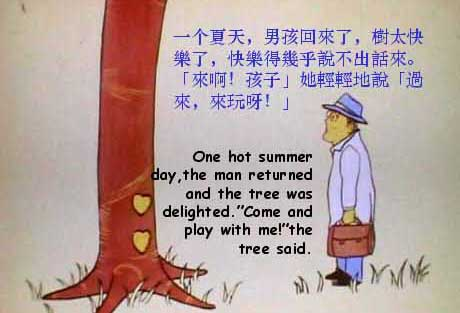 一个夏天，男孩回來了，樹太快
樂了，快樂得幾乎說不出話來。
「來啊！孩子」她輕輕地說「過
來，來玩呀！」
One hot summer
day,the man returned
and the tree was
delighted."Come and
play with me!"the
tree said.